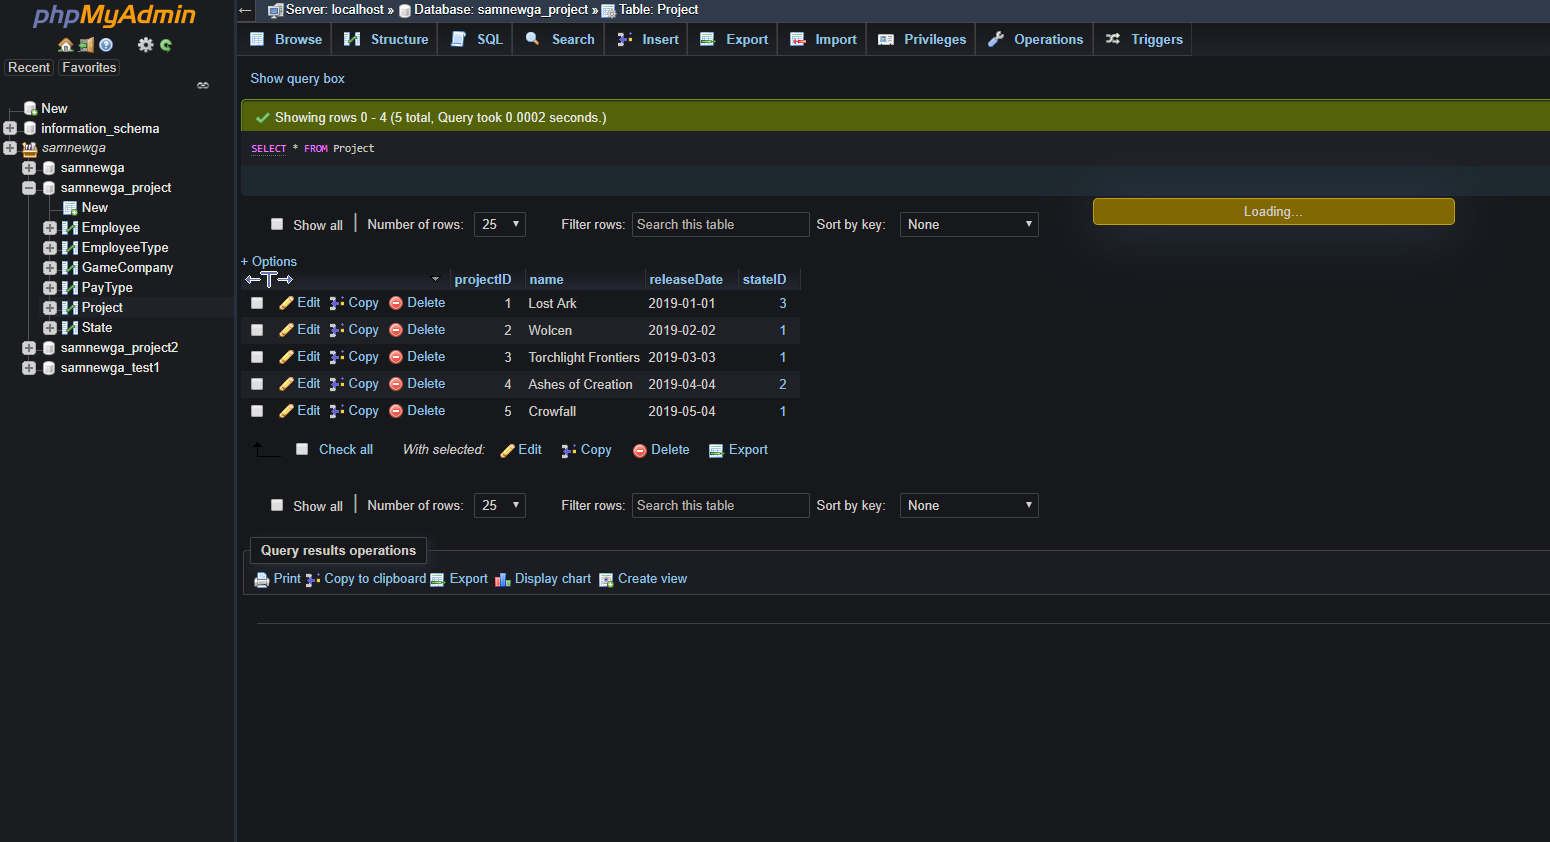 phpMyAdmin
Recent Favorites
New
information_schema
samnewga
samnewga
samnewga_project
New
Employee
EmployeeType
GameCompany
PayType
Project
State
samnewga_project2
samnewga_test1
Server: localhost » Database: samnewga_project » Table: Project
Browse Structure SQL Search Insert Export Import Privileges Operations Triggers
Show query box
Showing rows 0 - 4 (5 total, Query took 0.0002 seconds.)
SELECT * FROM Project
Loading...
Show all Number of rows: 25 Filter rows: Search this table Sort by key: None
+ Options
projectID name releaseDate stateID
Edit Copy Delete 1 Lost Ark 2019-01-01 3
Edit Copy Delete 2 Wolcen 2019-02-02 1
Edit Copy Delete 3 Torchlight Frontiers 2019-03-03 1
Edit Copy Delete 4 Ashes of Creation 2019-04-04 2
Edit Copy Delete 5 Crowfall 2019-05-04 1
Check all With selected: Edit Copy Delete Export
Show all Number of rows: 25 Filter rows: Search this table Sort by key: None
Query results operations
Print Copy to clipboard Export Display chart Create view